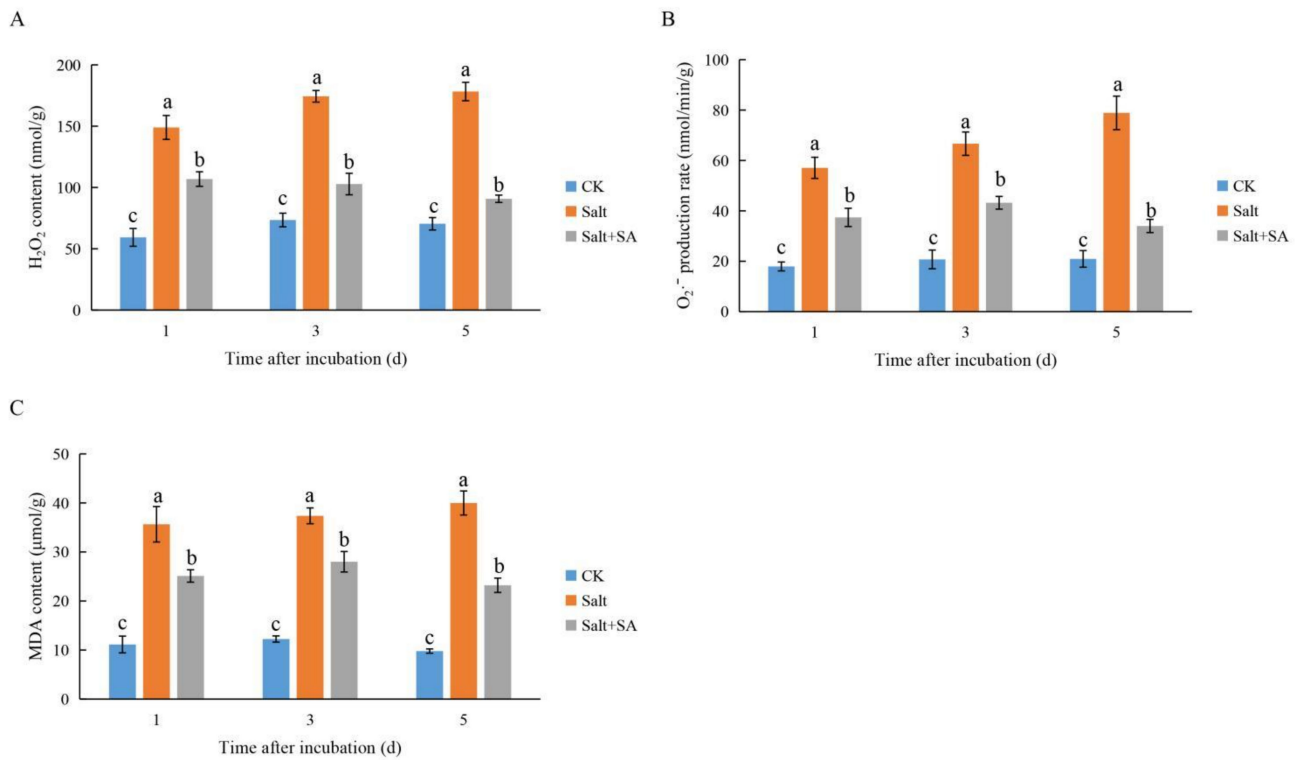 A
H₂O₂ content (nmol/g)
200
150
100
50
0
a
a
a
b
b
b
c
c
c
1
3
5
Time after incubation (d)
CK
Salt
Salt+SA
B
O₂·⁻ production rate (nmol/min/g)
100
80
60
40
20
0
a
a
a
b
b
b
c
c
c
1
3
5
Time after incubation (d)
CK
Salt
Salt+SA
C
MDA content (μmol/g)
50
40
30
20
10
0
a
a
a
b
b
b
c
c
c
1
3
5
Time after incubation (d)
CK
Salt
Salt+SA